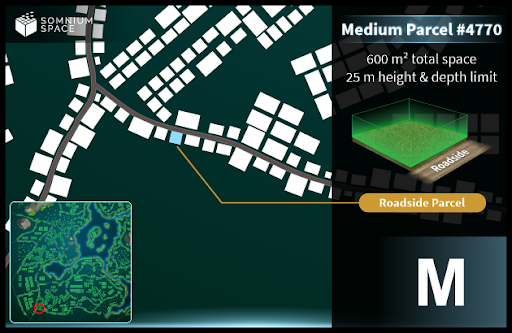 SOMNIUM
SPACE
Medium Parcel #4770
600 m² total space
25 m height & depth limit
Roadside
Roadside Parcel
M